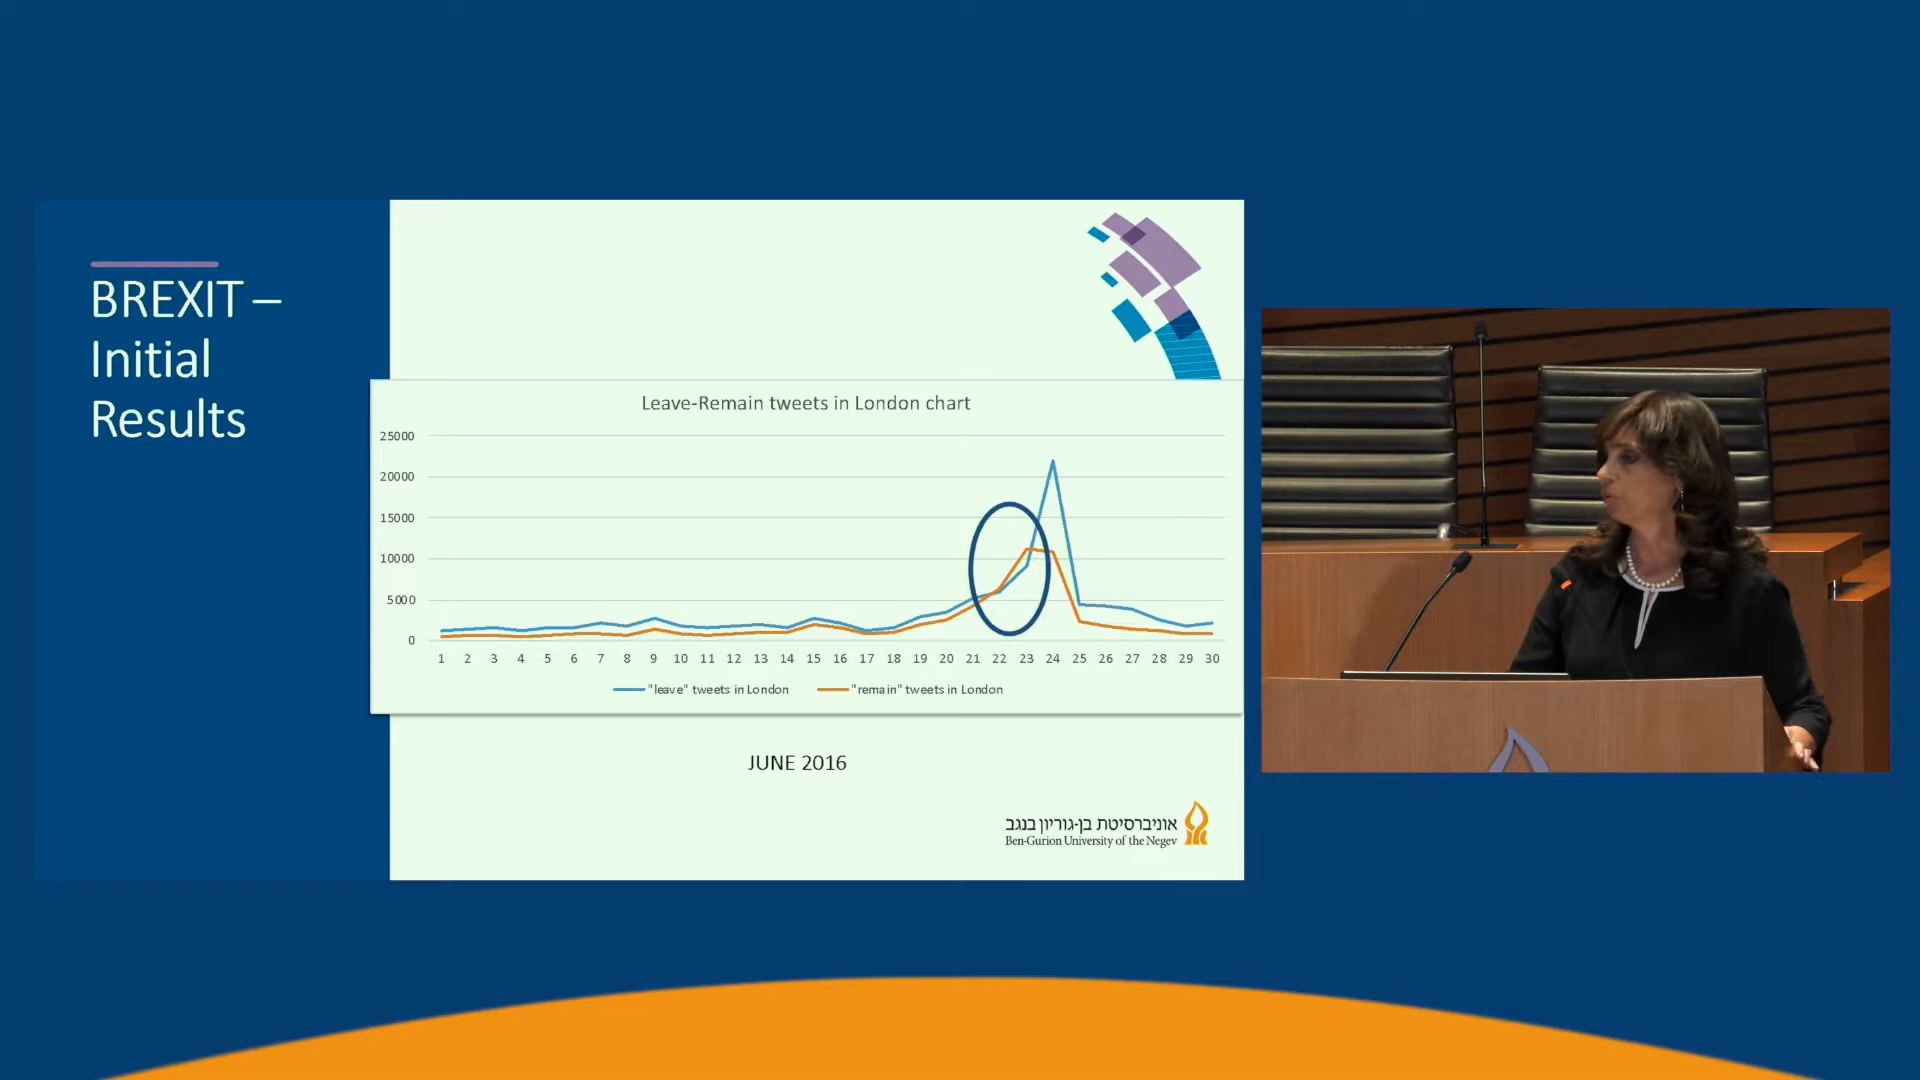 BREXIT –
Initial
Results
Leave-Remain tweets in London chart
25000
20000
15000
10000
5000
0
1 2 3 4 5 6 7 8 9 10 11 12 13 14 15 16 17 18 19 20 21 22 23 24 25 26 27 28 29 30
"leave" tweets in London "remain" tweets in London
JUNE 2016
אוניברסיטת בן-גוריון בנגב
Ben-Gurion University of the Negev